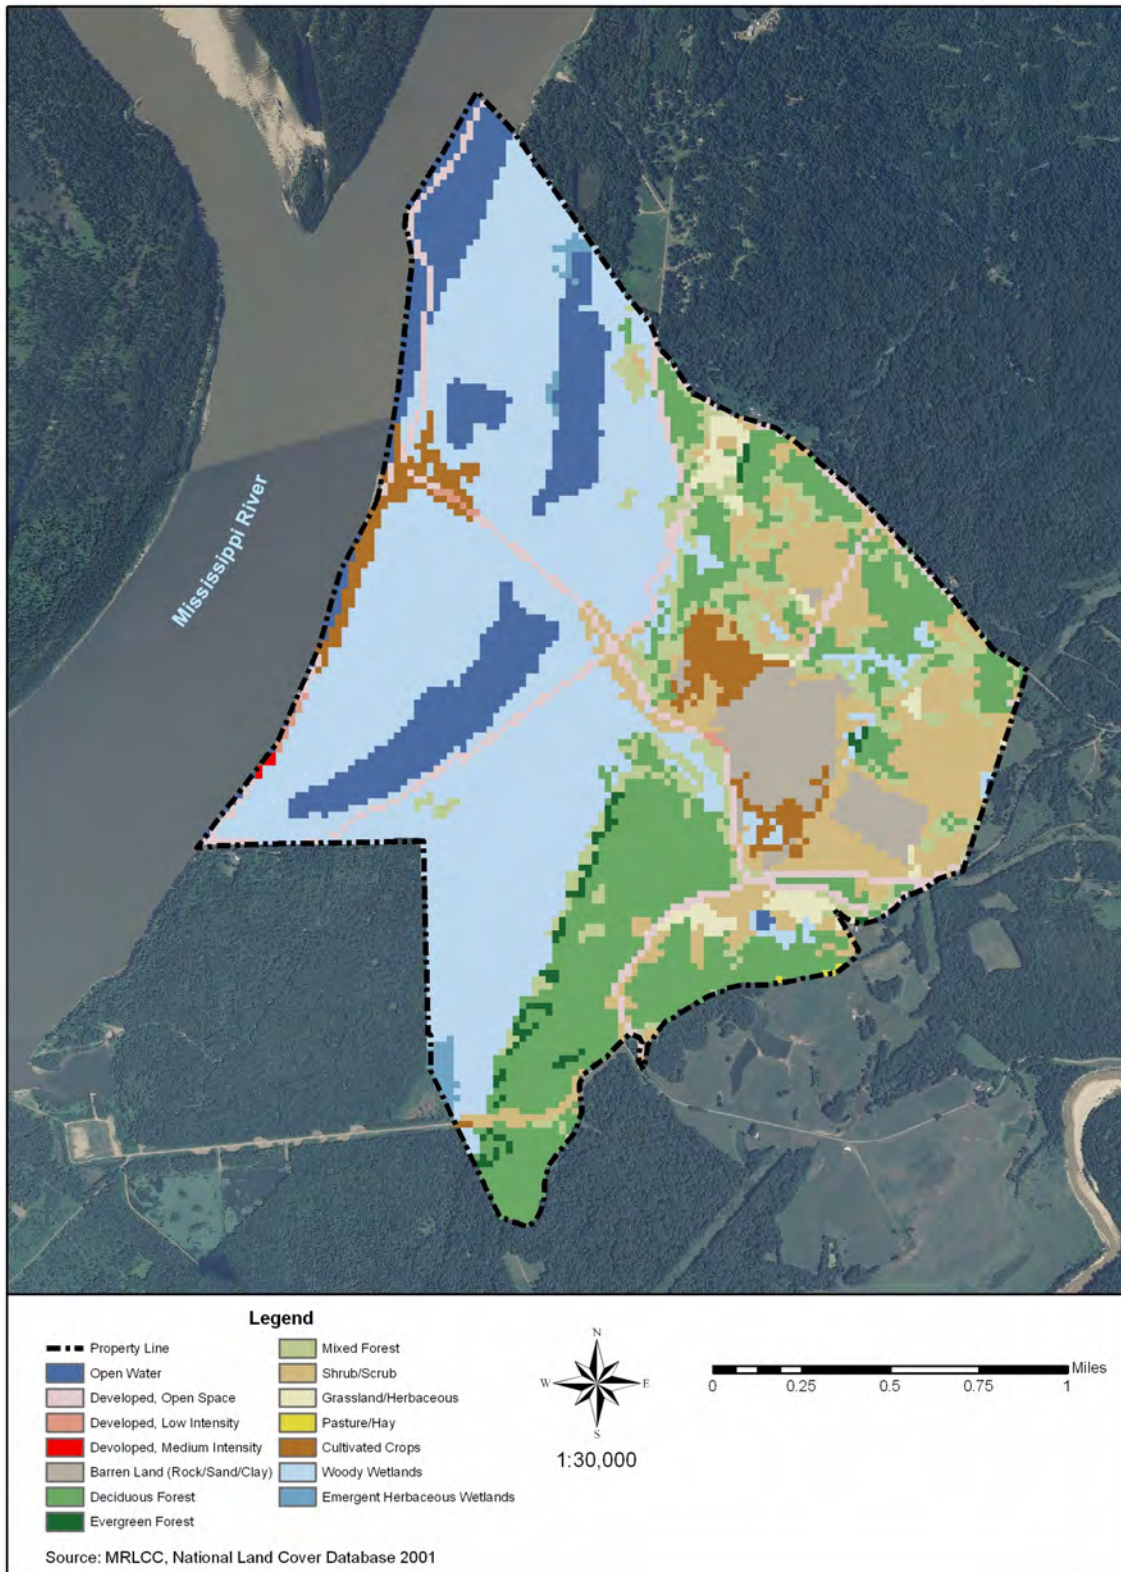 Mississippi River
Legend
Property Line
Open Water
Developed, Open Space
Developed, Low Intensity
Devoloped, Medium Intensity
Barren Land (Rock/Sand/Clay)
Deciduous Forest
Evergreen Forest
Mixed Forest
Shrub/Scrub
Grassland/Herbaceous
Pasture/Hay
Cultivated Crops
Woody Wetlands
Emergent Herbaceous Wetlands
N
W E
S
1:30,000
Miles
0 0.25 0.5 0.75 1
Source: MRLCC, National Land Cover Database 2001